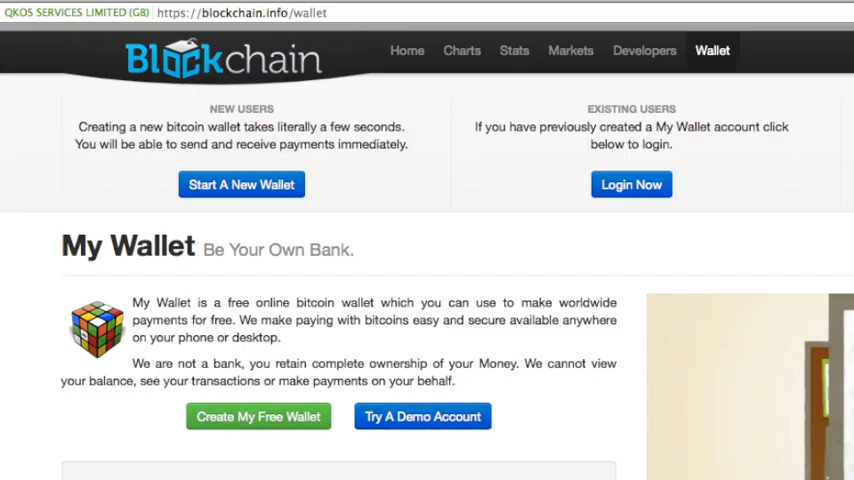 QKOS SERVICES LIMITED (GB) https://blockchain.info/wallet
Blockchain
Home Charts Stats Markets Developers Wallet
NEW USERS
Creating a new bitcoin wallet takes literally a few seconds.
You will be able to send and receive payments immediately.
Start A New Wallet
EXISTING USERS
If you have previously created a My Wallet account click
below to login.
Login Now
My Wallet Be Your Own Bank.
My Wallet is a free online bitcoin wallet which you can use to make worldwide
payments for free. We make paying with bitcoins easy and secure available anywhere
on your phone or desktop.
We are not a bank, you retain complete ownership of your Money. We cannot view
your balance, see your transactions or make payments on your behalf.
Create My Free Wallet Try A Demo Account